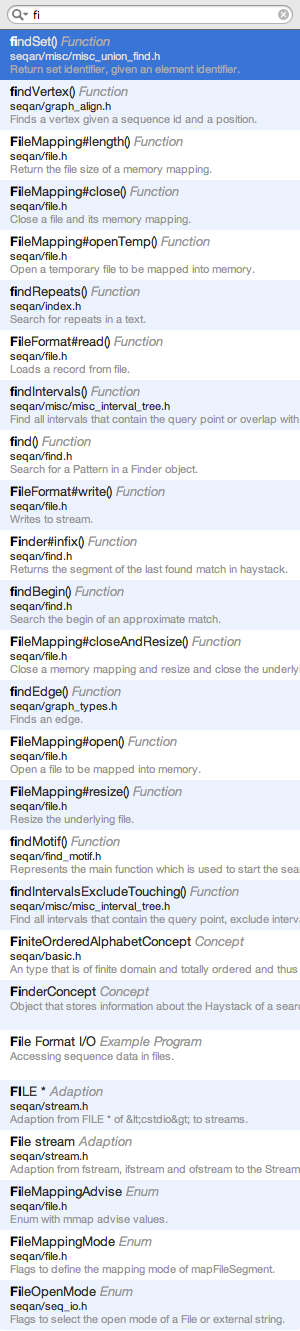 fi
findSet() Function
seqan/misc/misc_union_find.h
Return set identifier, given an element identifier.
findVertex() Function
seqan/graph_align.h
Finds a vertex given a sequence id and a position.
FileMapping#length() Function
seqan/file.h
Return the file size of a memory mapping.
FileMapping#close() Function
seqan/file.h
Close a file and its memory mapping.
FileMapping#openTemp() Function
seqan/file.h
Open a temporary file to be mapped into memory.
findRepeats() Function
seqan/index.h
Search for repeats in a text.
FileFormat#read() Function
seqan/file.h
Loads a record from file.
findIntervals() Function
seqan/misc/misc_interval_tree.h
Find all intervals that contain the query point or overlap with
find() Function
seqan/find.h
Search for a Pattern in a Finder object.
FileFormat#write() Function
seqan/file.h
Writes to stream.
Finder#infix() Function
seqan/find.h
Returns the segment of the last found match in haystack.
findBegin() Function
seqan/find.h
Search the begin of an approximate match.
FileMapping#closeAndResize() Function
seqan/file.h
Close a memory mapping and resize and close the underlyi
findEdge() Function
seqan/graph_types.h
Finds an edge.
FileMapping#open() Function
seqan/file.h
Open a file to be mapped into memory.
FileMapping#resize() Function
seqan/file.h
Resize the underlying file.
findMotif() Function
seqan/find_motif.h
Represents the main function which is used to start the sea
findIntervalsExcludeTouching() Function
seqan/misc/misc_interval_tree.h
Find all intervals that contain the query point, exclude interv
FiniteOrderedAlphabetConcept Concept
seqan/basic.h
An type that is of finite domain and totally ordered and thus
FinderConcept Concept
Object that stores information about the Haystack of a sear
File Format I/O Example Program
Accessing sequence data in files.
FILE * Adaption
seqan/stream.h
Adaption from FILE * of &lt;cstdio&gt; to streams.
File stream Adaption
seqan/stream.h
Adaption from fstream, ifstream and ofstream to the Stream
FileMappingAdvise Enum
seqan/file.h
Enum with mmap advise values.
FileMappingMode Enum
seqan/file.h
Flags to define the mapping mode of mapFileSegment.
FileOpenMode Enum
seqan/seq_io.h
Flags to select the open mode of a File or external string.